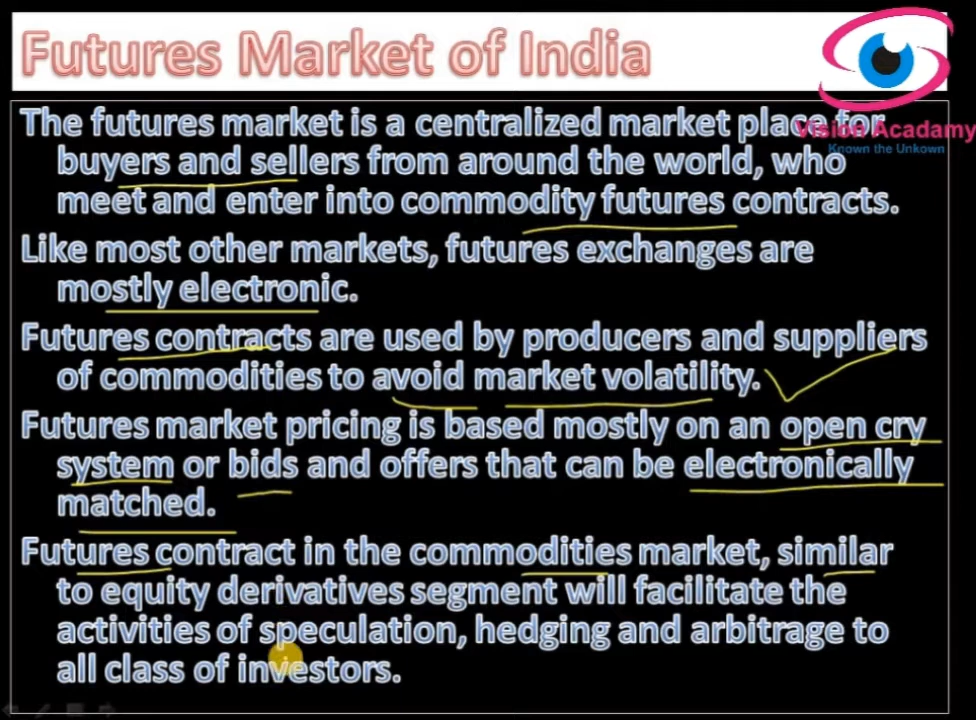 Futures Market of India
Vision Acadamy
Known the Unkown
The futures market is a centralized market place for
buyers and sellers from around the world, who
meet and enter into commodity futures contracts.
Like most other markets, futures exchanges are
mostly electronic.
Futures contracts are used by producers and suppliers
of commodities to avoid market volatility.
Futures market pricing is based mostly on an open cry
system or bids and offers that can be electronically
matched.
Futures contract in the commodities market, similar
to equity derivatives segment will facilitate the
activities of speculation, hedging and arbitrage to
all class of investors.